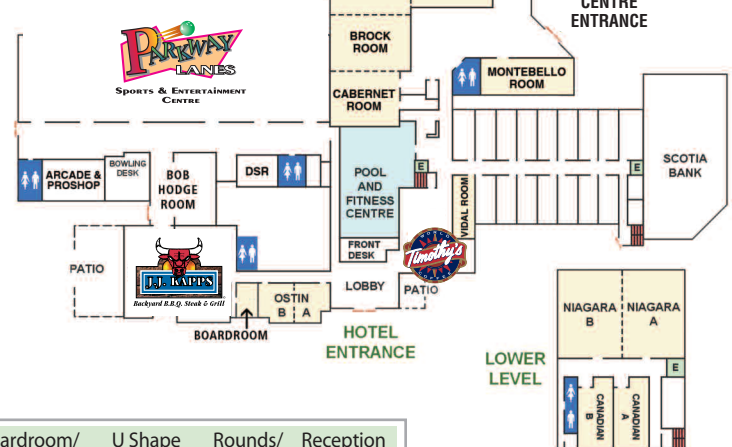 CENTRE
ENTRANCE
PARKWAY
LANES
SPORTS & ENTERTAINMENT
CENTRE
BROCK
ROOM
CABERNET
ROOM
MONTEBELLO
ROOM
ARCADE &
PROSHOP
BOWLING
DESK
BOB
HODGE
ROOM
DSR
POOL
AND
FITNESS
CENTRE
E
VIDAL ROOM
E
SCOTIA
BANK
FRONT
DESK
Timothy's
PATIO
J.J. KAPPS
Backyard B.B.Q. Steak & Grill
BOARDROOM
OSTIN
B A
LOBBY
PATIO
HOTEL
ENTRANCE
LOWER
LEVEL
NIAGARA
B
NIAGARA
A
E
CANADIAN
B
CANADIAN
A
ardroom/ U Shape Rounds/ Reception